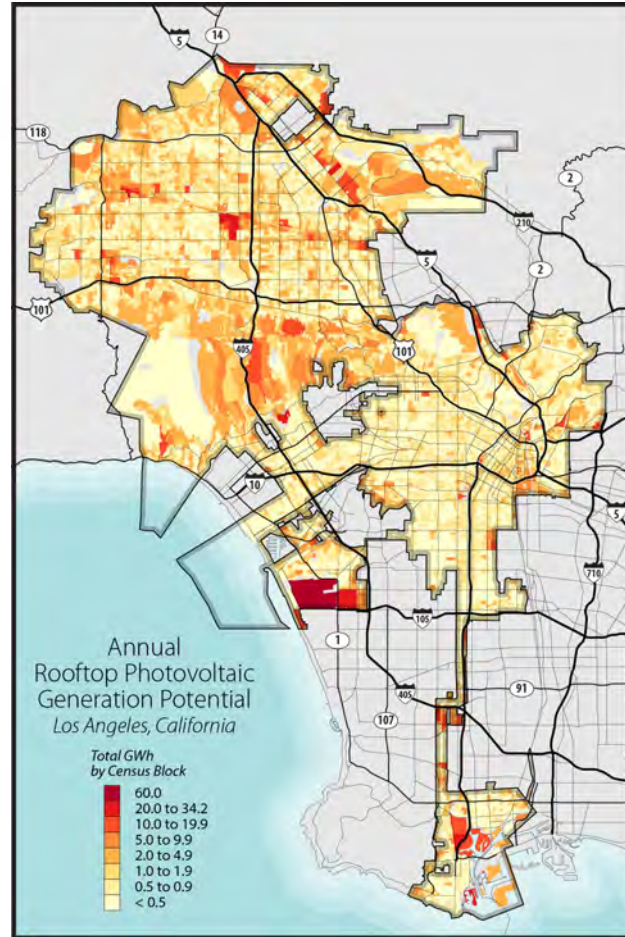 5
14
118
2
210
5
2
101
405
101
10
5
710
105
1
405
91
107
Annual
Rooftop Photovoltaic
Generation Potential
Los Angeles, California
Total GWh
by Census Block
60.0
20.0 to 34.2
10.0 to 19.9
5.0 to 9.9
2.0 to 4.9
1.0 to 1.9
0.5 to 0.9
< 0.5